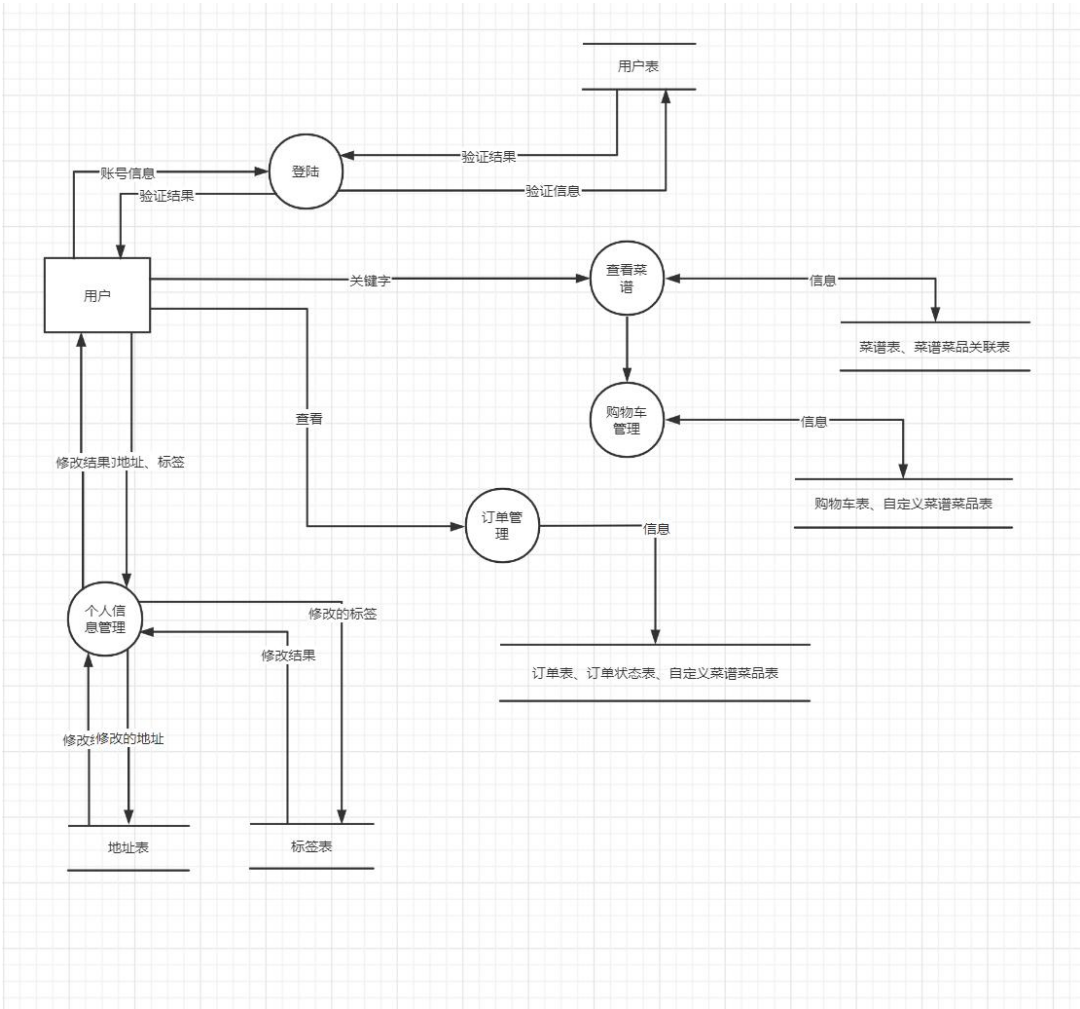 用户表
验证结果
登陆
账号信息
验证信息
验证结果
查看菜
谱
关键字
信息
用户
菜谱表、菜谱菜品关联表
购物车
管理
查看
信息
修改结果
地址、标签
购物车表、自定义菜谱菜品表
订单管
理
信息
个人信
息管理
修改的标签
修改结果
订单表、订单状态表、自定义菜谱菜品表
修改
修改的地址
地址表
标签表